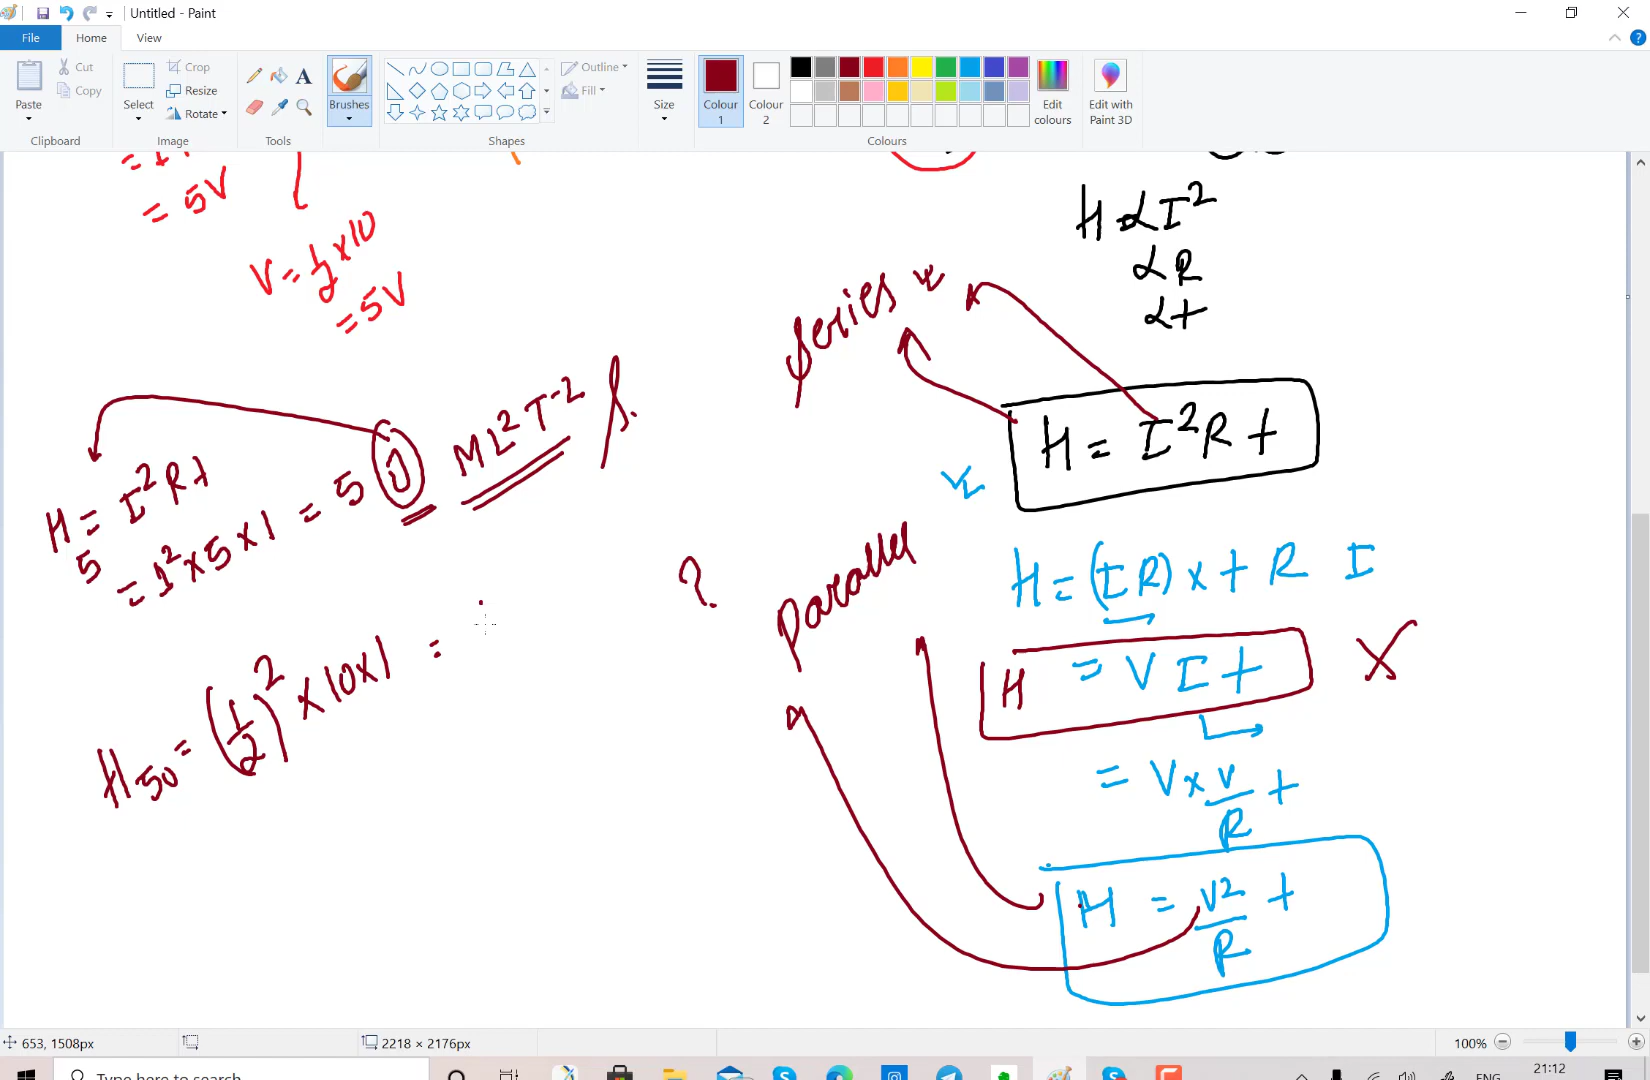 Untitled - Paint
File Home View
Paste
Cut
Copy
Clipboard
Select
Crop
Resize
Rotate
Image
Tools
Brushes
Shapes
Outline
Fill
Size
Colour 1
Colour 2
Edit colours
Edit with Paint 3D
Colours
= 5V
V = 1/2 x 10
= 5V
H = I²Rt
5 = 1² x 5 x 1 = 5 J ML²T⁻²
H50 = (1/2)² x 10 x 1 =
?
H α I²
α R
α t
Series
H = I²Rt
Parallel
H = (IR) x t R I
H = VIt X
= V x V/R t
H = V²/R t
653, 1508px
2218 × 2176px
100%
Type here to search
21:12
ENG